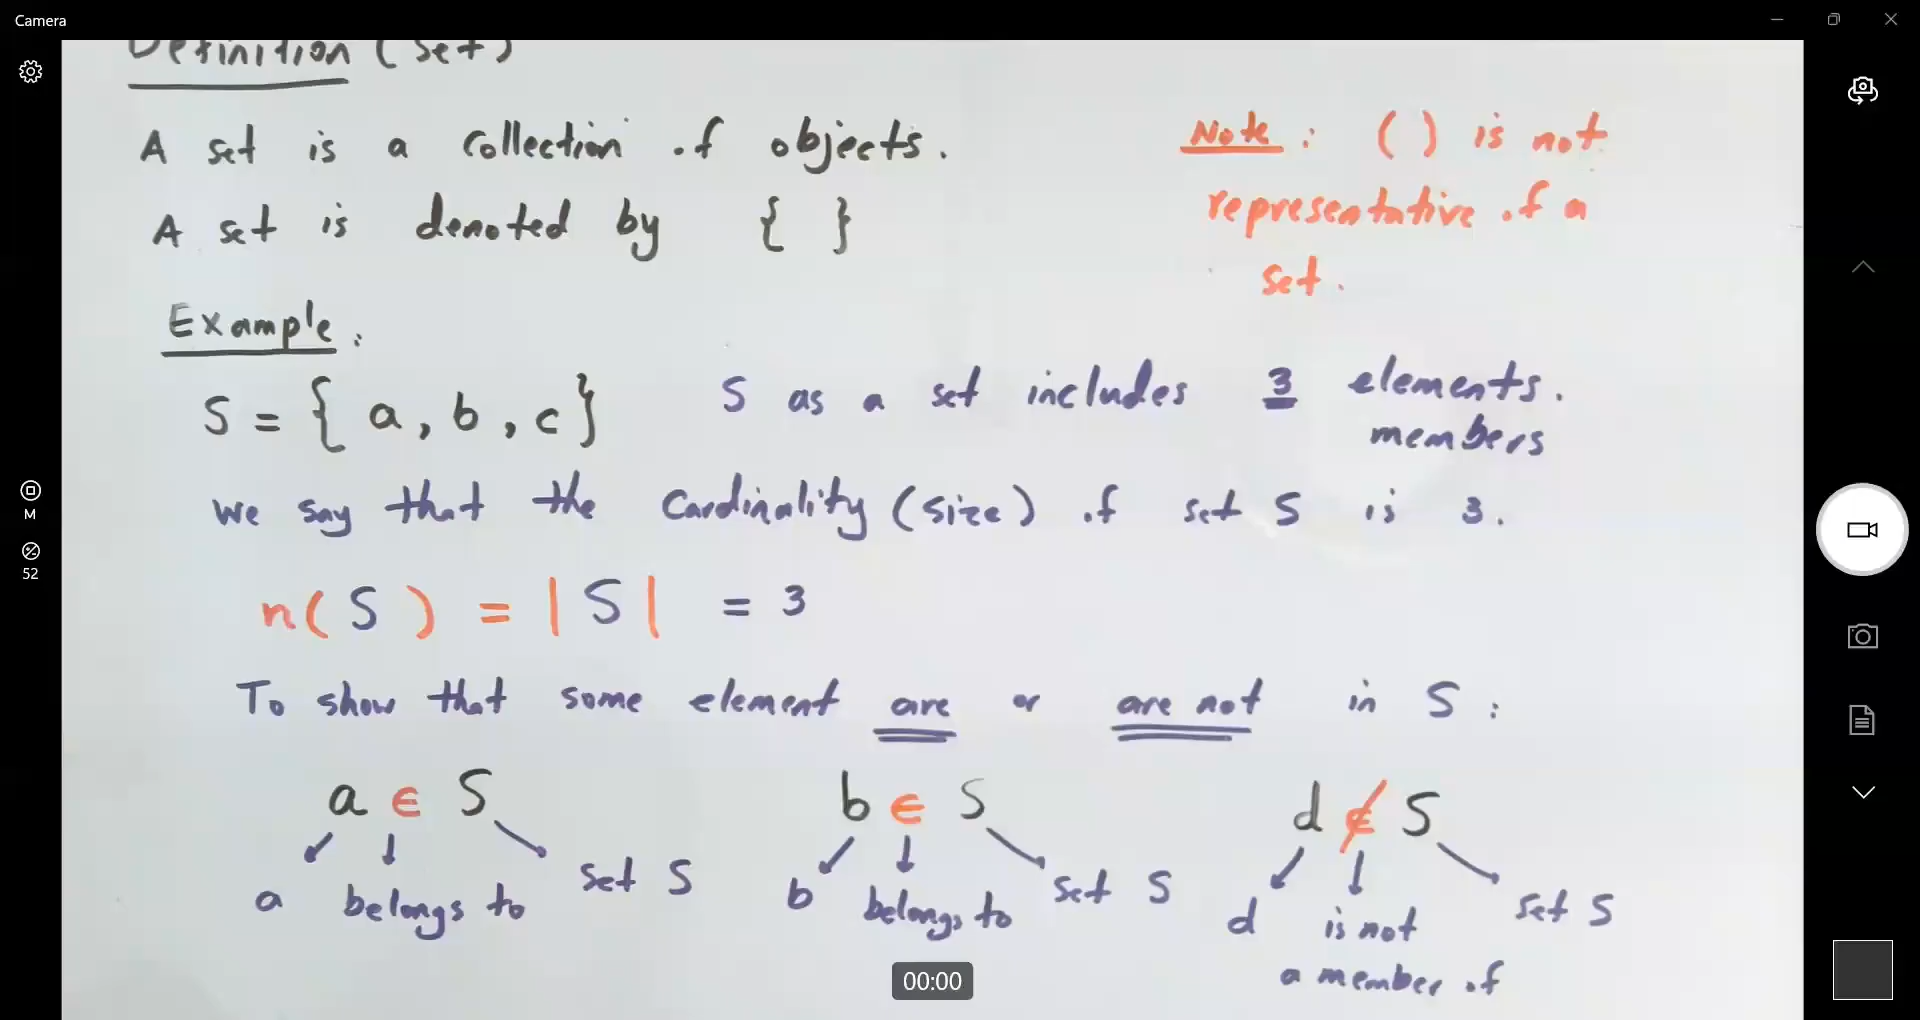 Camera
Definition (set)
A set is a collection of objects.
A set is denoted by { }
Note: ( ) is not
representative of a
set.
Example:
S = { a, b, c }
S as a set includes 3 elements.
members
we say that the Cardinality (size) of set S is 3.
n(S) = |S| = 3
To show that some element are or are not in S:
a ∈ S
b ∈ S
d ∉ S
a belongs to set S
b belongs to set S
d is not set S
a member of
M
52
00:00